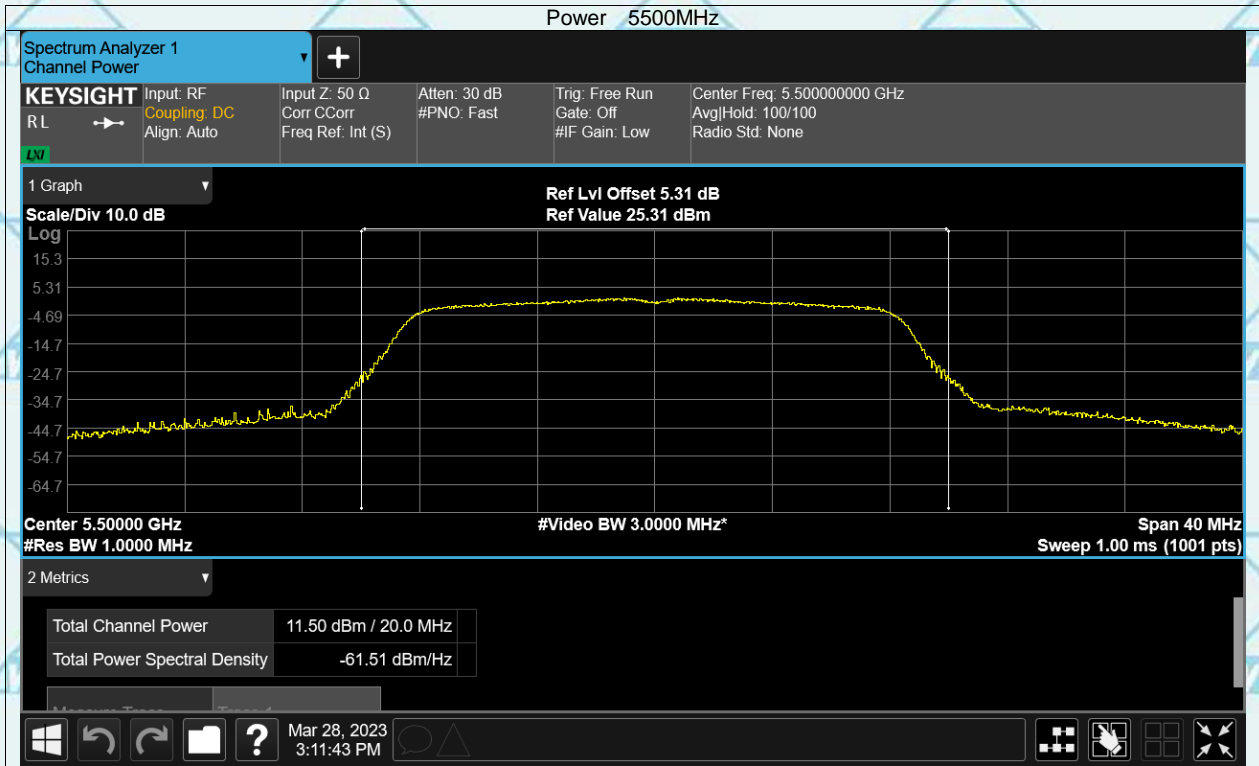 Power 5500MHz
Spectrum Analyzer 1
Channel Power
KEYSIGHT
R L
LXI
Input: RF
Coupling: DC
Align: Auto
Input Z: 50 Ω
Corr CCorr
Freq Ref: Int (S)
Atten: 30 dB
#PNO: Fast
Trig: Free Run
Gate: Off
#IF Gain: Low
Center Freq: 5.500000000 GHz
Avg|Hold: 100/100
Radio Std: None
1 Graph
Scale/Div 10.0 dB
Ref Lvl Offset 5.31 dB
Ref Value 25.31 dBm
Log
15.3
5.31
-4.69
-14.7
-24.7
-34.7
-44.7
-54.7
-64.7
Center 5.50000 GHz
#Video BW 3.0000 MHz*
Span 40 MHz
#Res BW 1.0000 MHz
Sweep 1.00 ms (1001 pts)
2 Metrics
Total Channel Power 11.50 dBm / 20.0 MHz
Total Power Spectral Density -61.51 dBm/Hz
Measure Trace Trace 1
?
Mar 28, 2023
3:11:43 PM